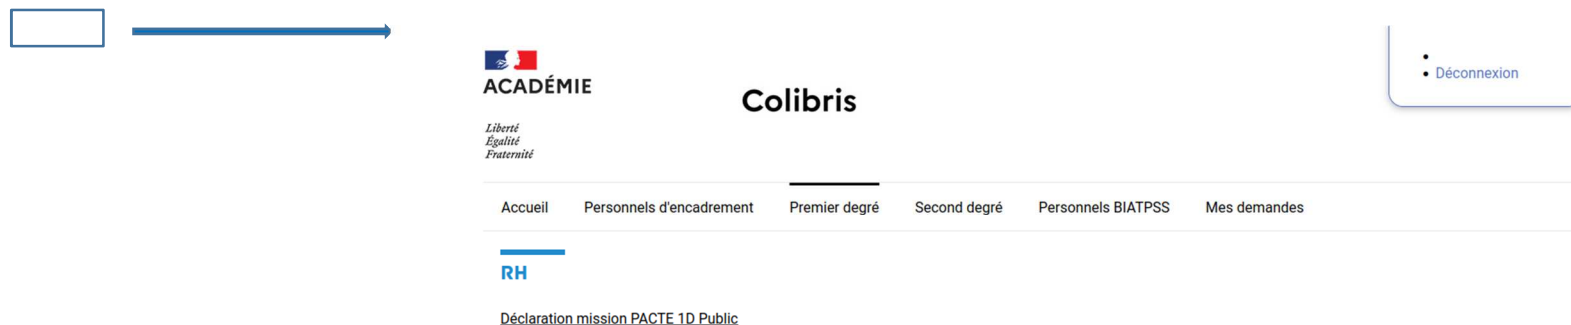 ACADÉMIE
Liberté
Égalité
Fraternité
Colibris
Déconnexion
Accueil Personnels d'encadrement Premier degré Second degré Personnels BIATPSS Mes demandes
RH
Déclaration mission PACTE 1D Public